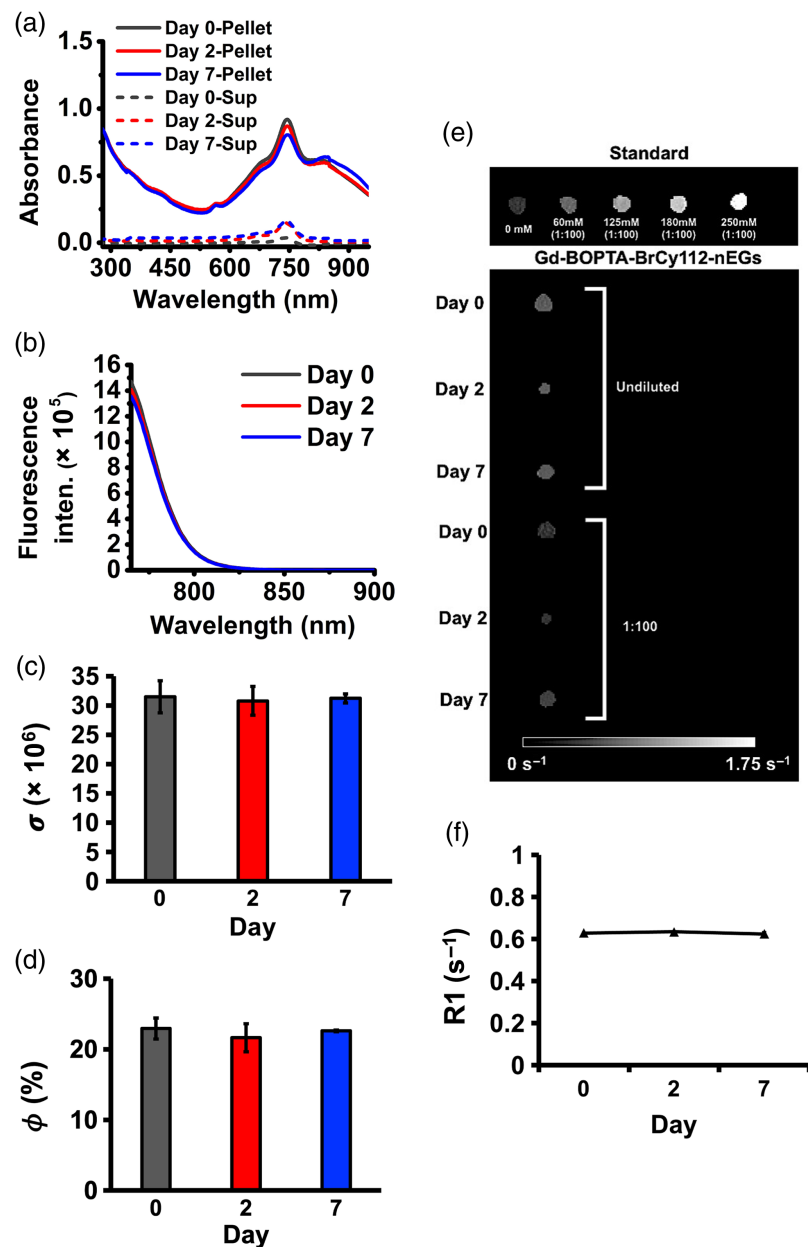 (a)
Day 0-Pellet
Day 2-Pellet
Day 7-Pellet
Day 0-Sup
Day 2-Sup
Day 7-Sup
1.5
1.0
0.5
0.0
Absorbance
300 450 600 750 900
Wavelength (nm)
(b)
16
14
12
10
8
6
4
2
0
Fluorescence
inten. (× 10⁵)
Day 0
Day 2
Day 7
800 850 900
Wavelength (nm)
(c)
35
30
25
20
15
10
5
0
σ (× 10⁶)
0 2 7
Day
(d)
30
20
10
0
ϕ (%)
0 2 7
Day
(e)
Standard
0 mM 60mM 125mM 180mM 250mM
(1:100) (1:100) (1:100) (1:100)
Gd-BOPTA-BrCy112-nEGs
Day 0
Day 2
Undiluted
Day 7
Day 0
Day 2
1:100
Day 7
0 s⁻¹ 1.75 s⁻¹
(f)
1
0.8
0.6
0.4
0.2
0
R1 (s⁻¹)
0 2 7
Day